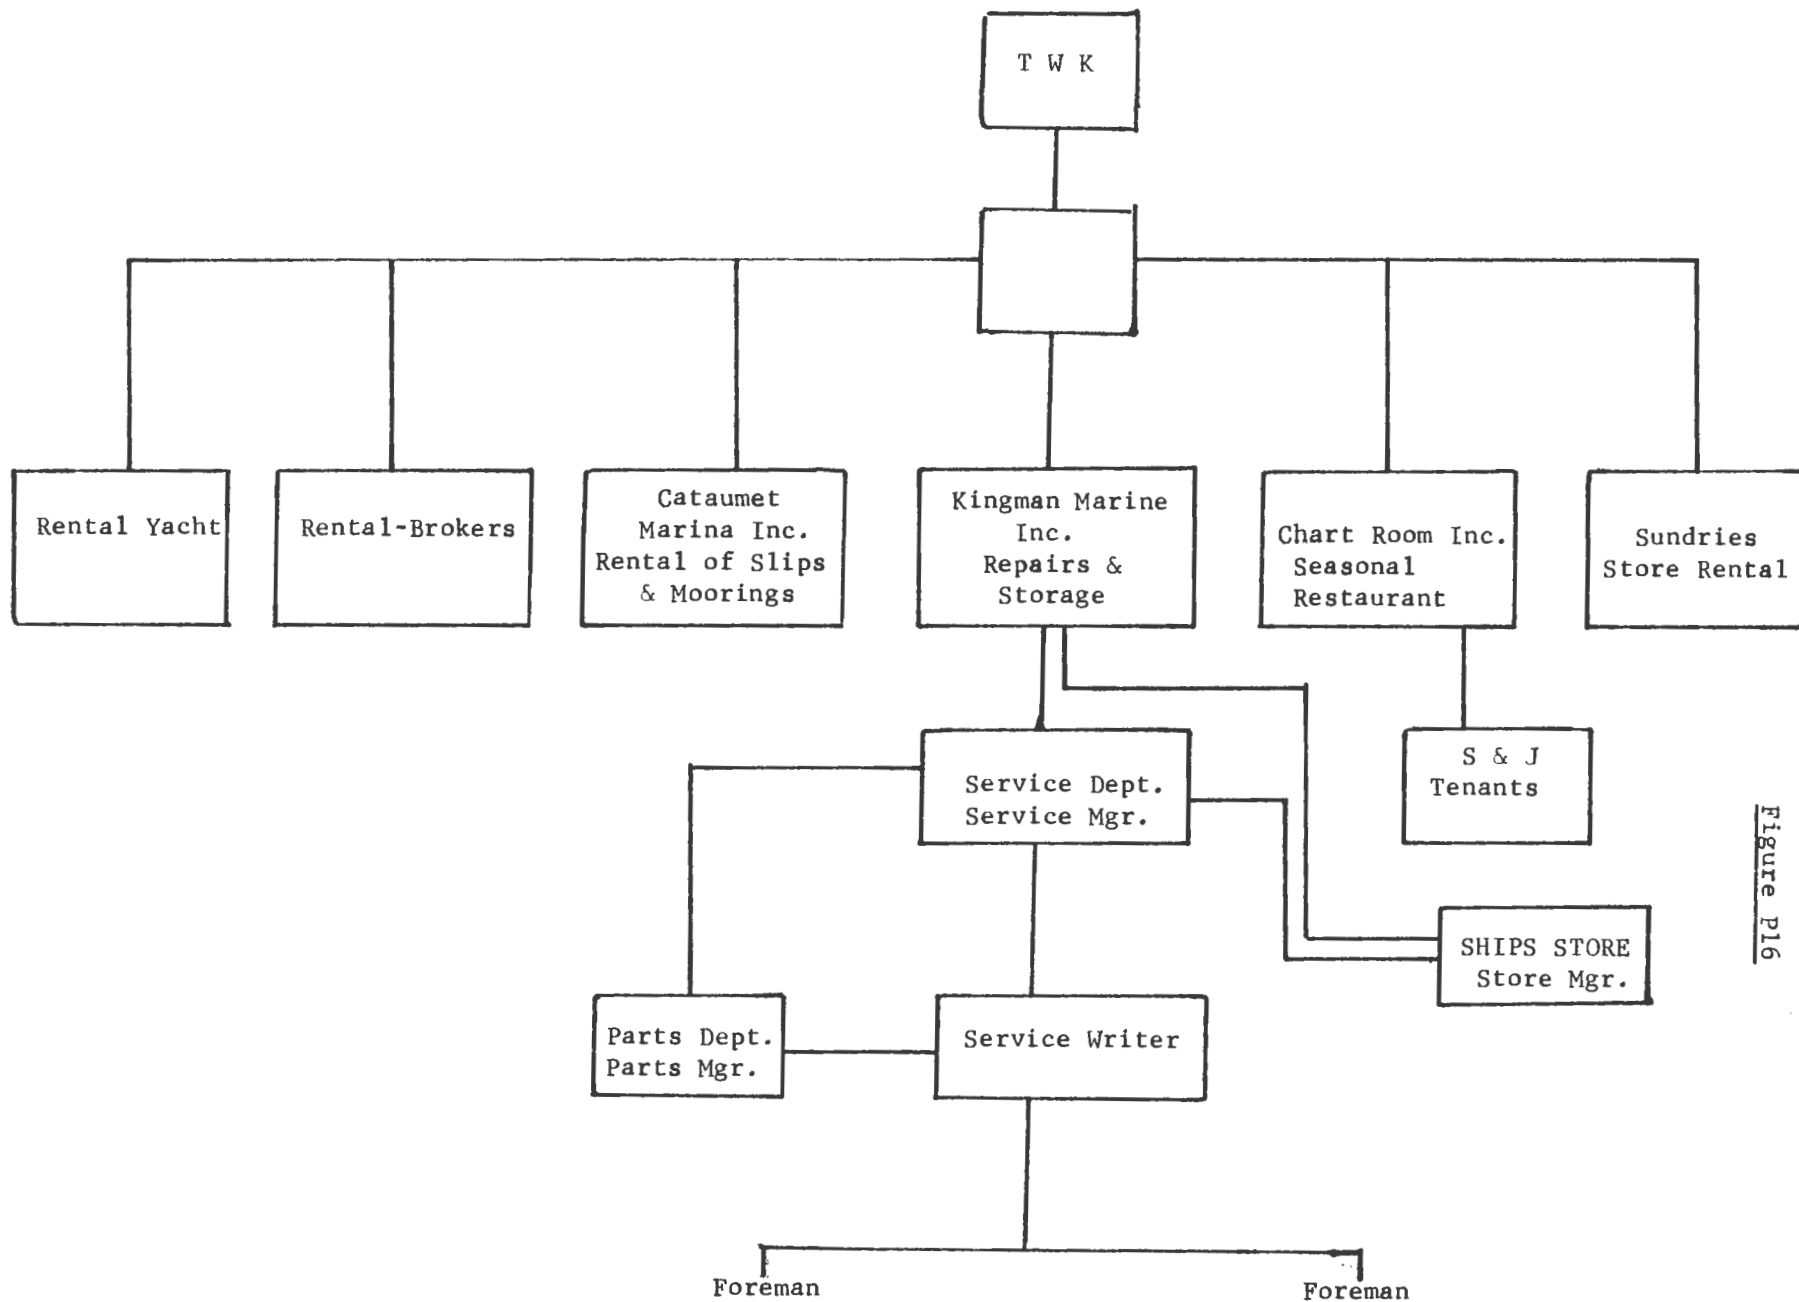 T W K
Rental Yacht
Rental-Brokers
Cataumet
Marina Inc.
Rental of Slips
& Moorings
Kingman Marine
Inc.
Repairs &
Storage
Chart Room Inc.
Seasonal
Restaurant
Sundries
Store Rental
S & J
Tenants
Service Dept.
Service Mgr.
SHIPS STORE
Store Mgr.
Parts Dept.
Parts Mgr.
Service Writer
Foreman
Foreman
Figure P16